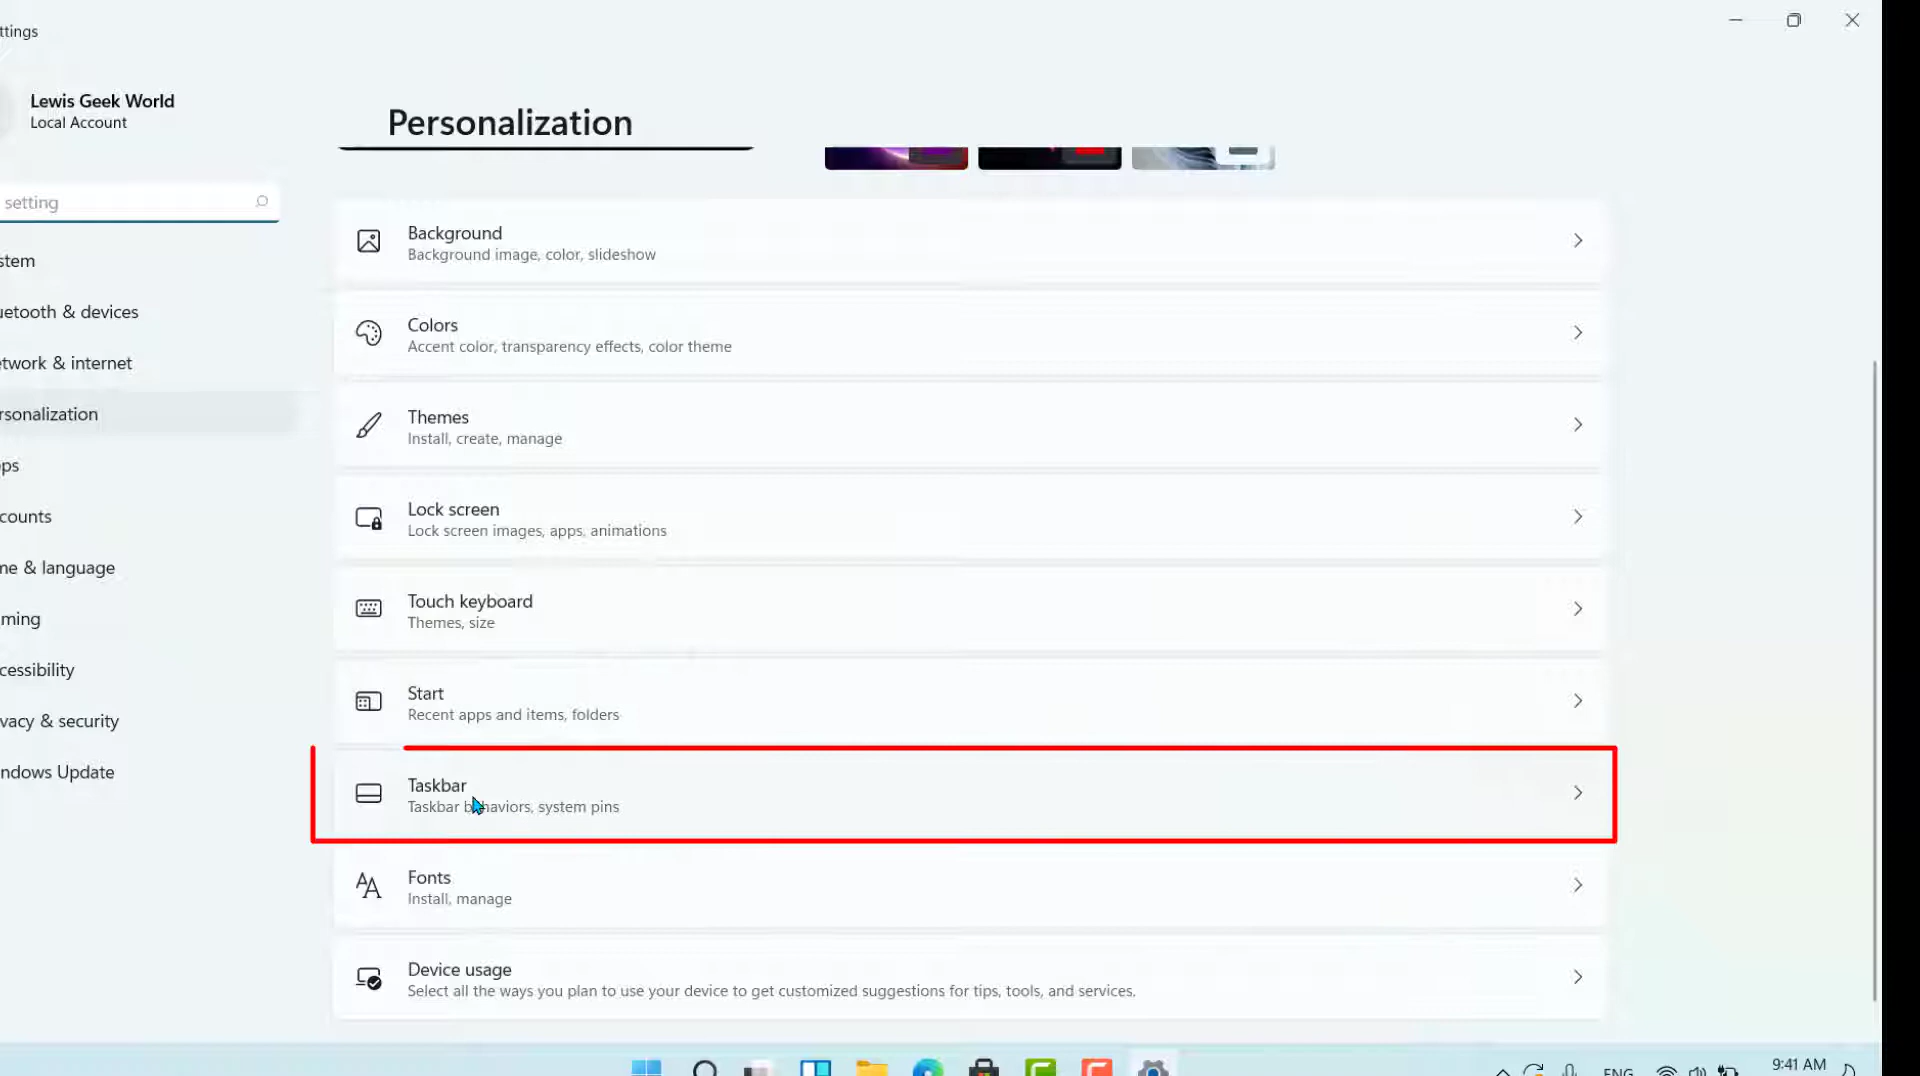 ttings
Lewis Geek World
Local Account
setting
stem
uetooth & devices
etwork & internet
rsonalization
ps
counts
me & language
ming
cessibility
vacy & security
ndows Update
Personalization
Background
Background image, color, slideshow
Colors
Accent color, transparency effects, color theme
Themes
Install, create, manage
Lock screen
Lock screen images, apps, animations
Touch keyboard
Themes, size
Start
Recent apps and items, folders
Taskbar
Taskbar behaviors, system pins
Fonts
Install, manage
Device usage
Select all the ways you plan to use your device to get customized suggestions for tips, tools, and services.
ENG
9:41 AM